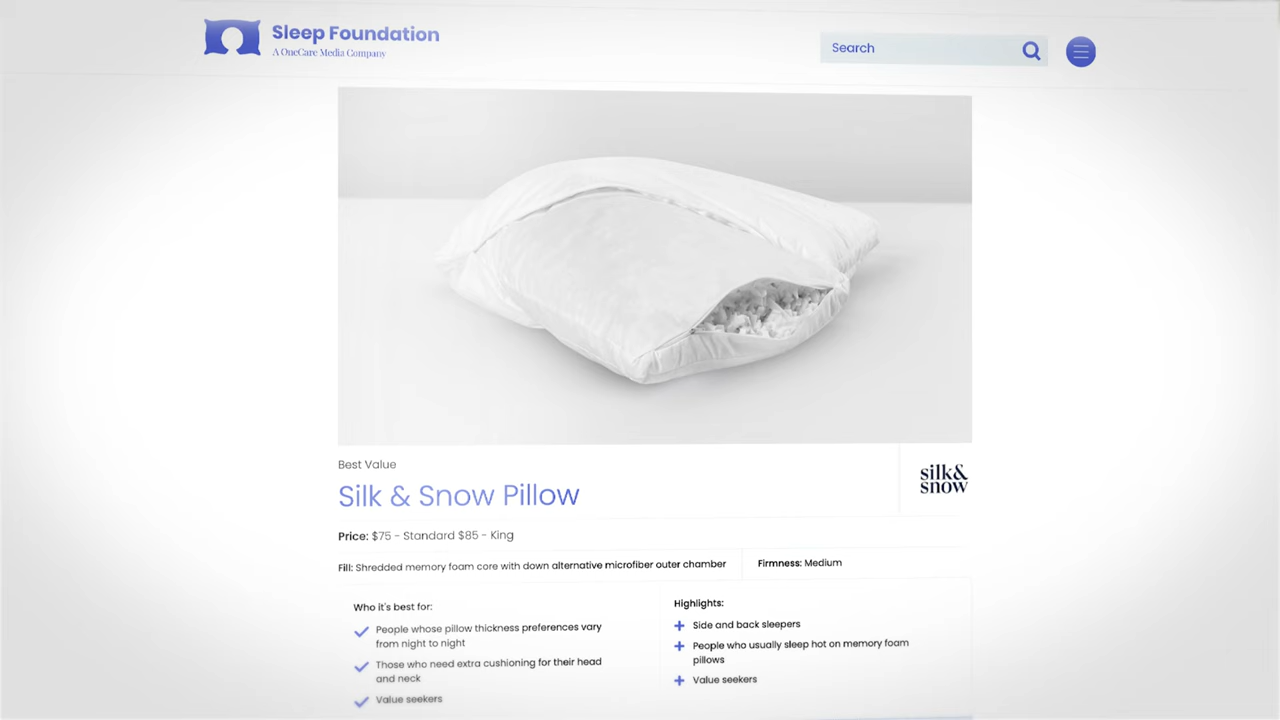 Sleep Foundation
A OneCare Media Company
Search
Best Value
silk&
snow
Silk & Snow Pillow
Price: $75 - Standard $85 - King
Fill: Shredded memory foam core with down alternative microfiber outer chamber
Firmness: Medium
Who it's best for:
People whose pillow thickness preferences vary
from night to night
Those who need extra cushioning for their head
and neck
Value seekers
Highlights:
Side and back sleepers
People who usually sleep hot on memory foam
pillows
Value seekers